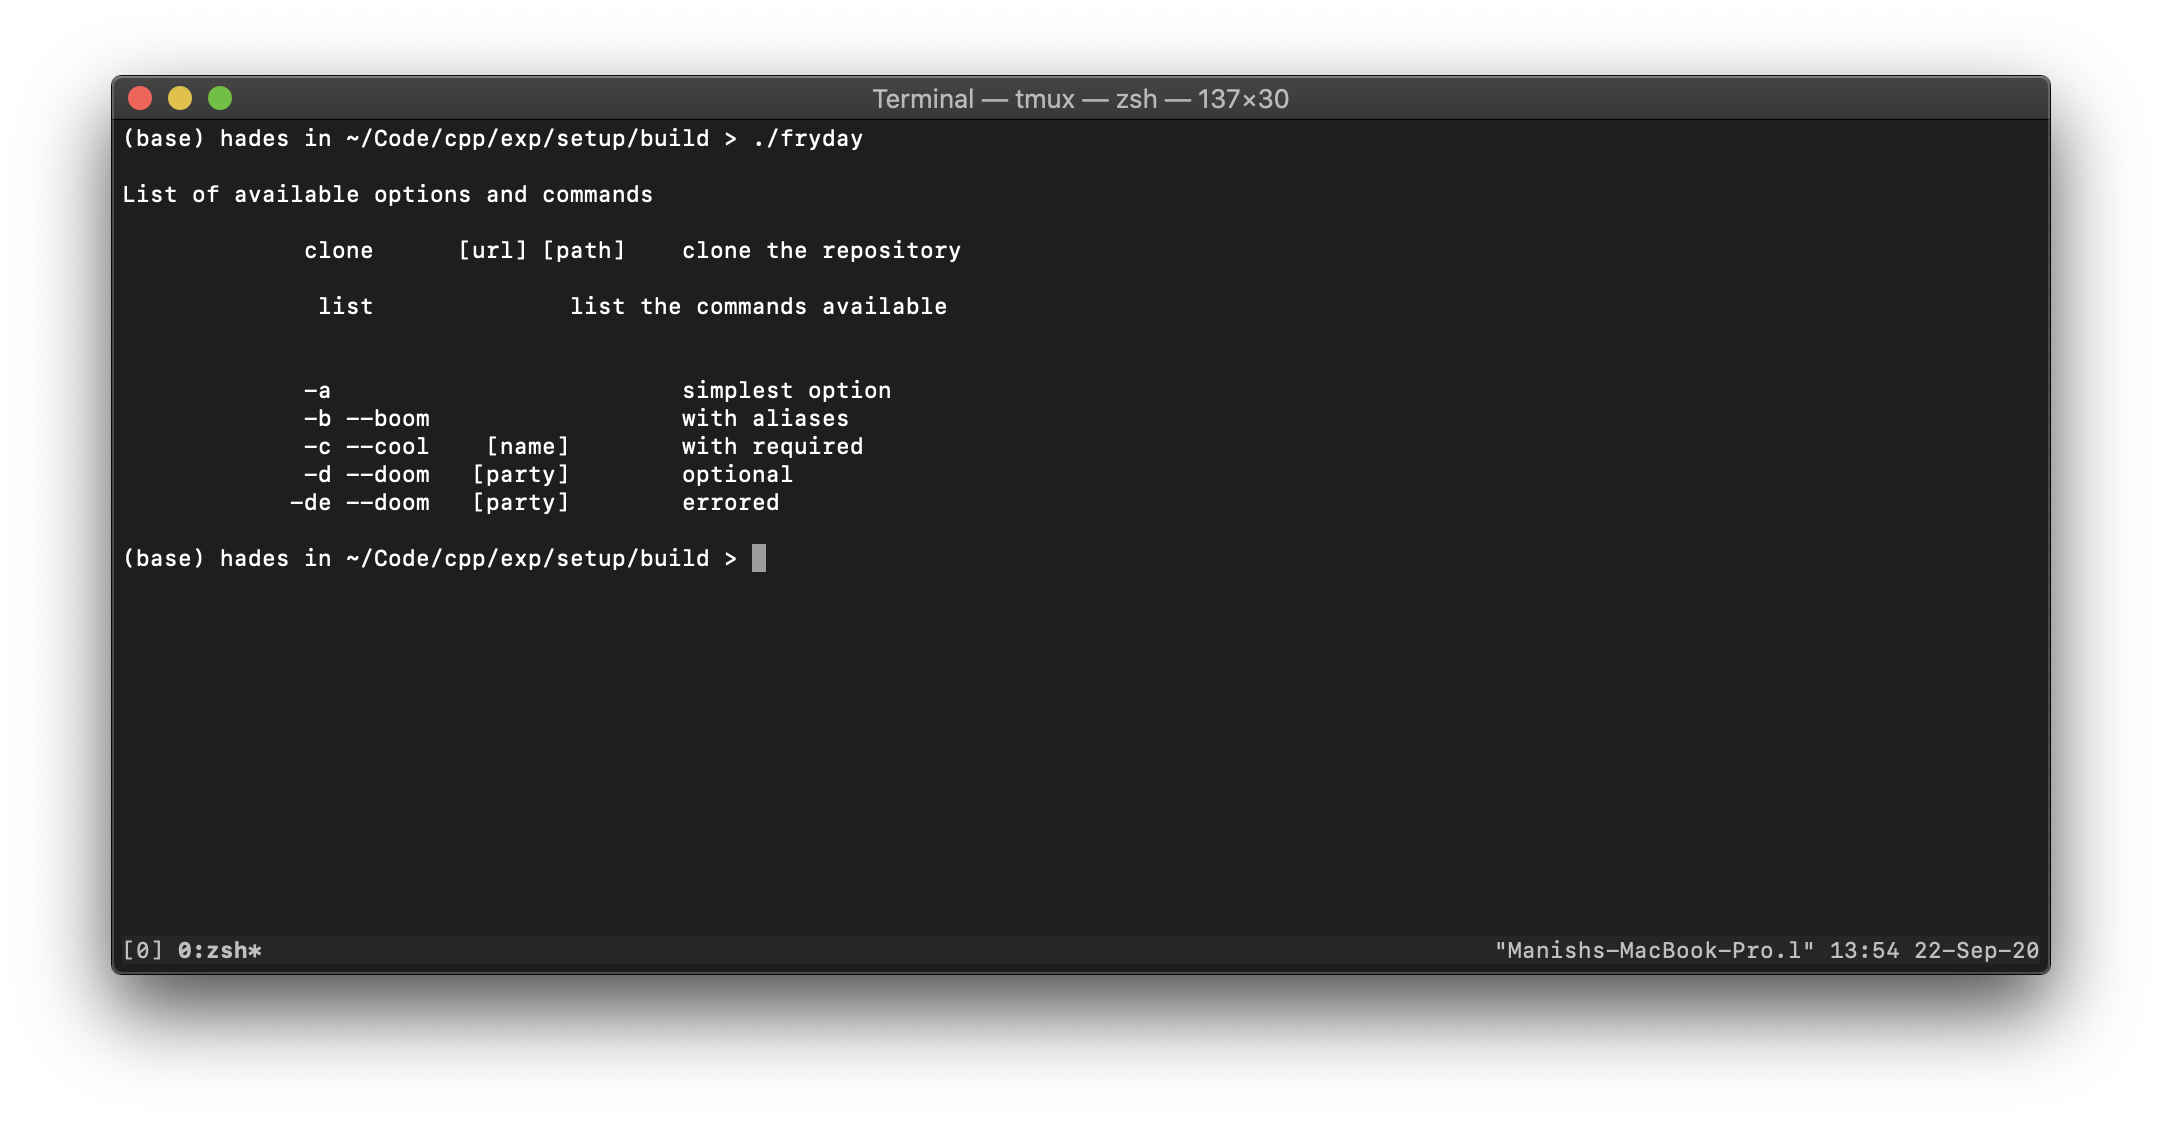 Terminal — tmux — zsh — 137×30
(base) hades in ~/Code/cpp/exp/setup/build > ./fryday
List of available options and commands
clone [url] [path] clone the repository
list list the commands available
-a simplest option
-b --boom with aliases
-c --cool [name] with required
-d --doom [party] optional
-de --doom [party] errored
(base) hades in ~/Code/cpp/exp/setup/build >
[0] 0:zsh* "Manishs-MacBook-Pro.l" 13:54 22-Sep-20